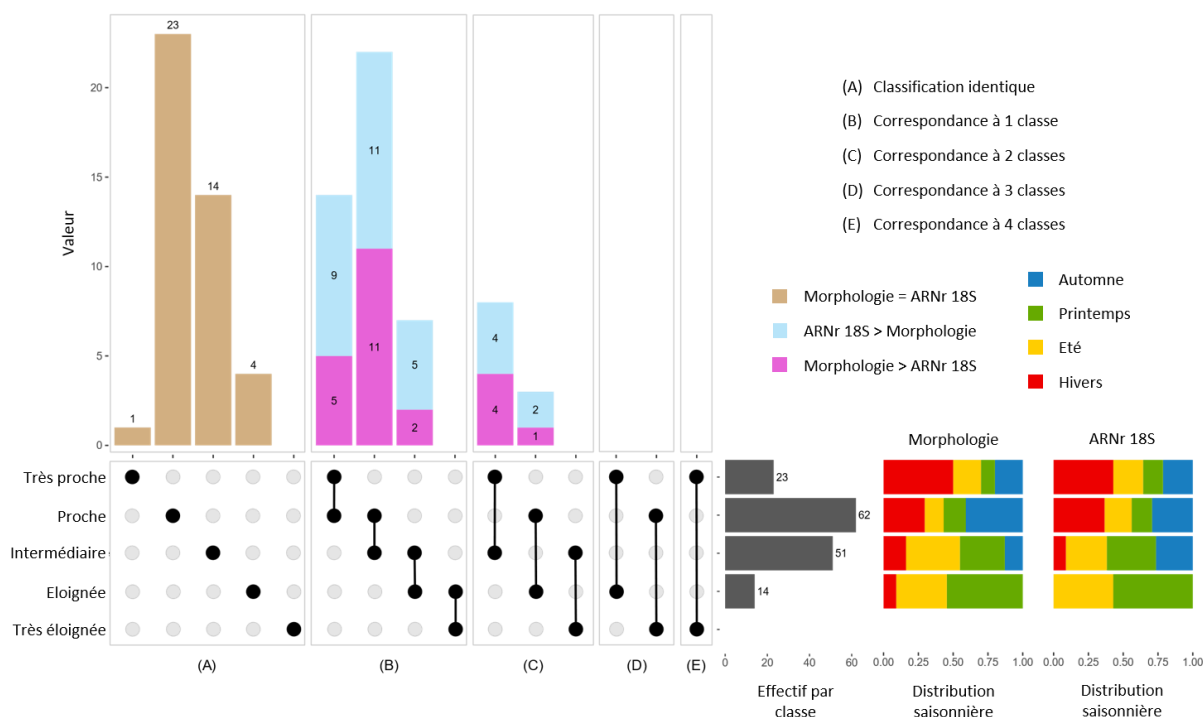 23
20
15
10
5
0
Valeur
1
14
4
9
5
11
11
5
2
4
4
2
1
(A) Classification identique
(B) Correspondance à 1 classe
(C) Correspondance à 2 classes
(D) Correspondance à 3 classes
(E) Correspondance à 4 classes
Morphologie = ARNr 18S
ARNr 18S > Morphologie
Morphologie > ARNr 18S
Automne
Printemps
Eté
Hivers
Morphologie
ARNr 18S
Très proche
Proche
Intermédiaire
Eloignée
Très éloignée
23
62
51
14
(A)
(B)
(C)
(D)
(E)
0 20 40 60
0.00 0.25 0.50 0.75 1.00
0.00 0.25 0.50 0.75 1.00
Effectif par
classe
Distribution
saisonnière
Distribution
saisonnière